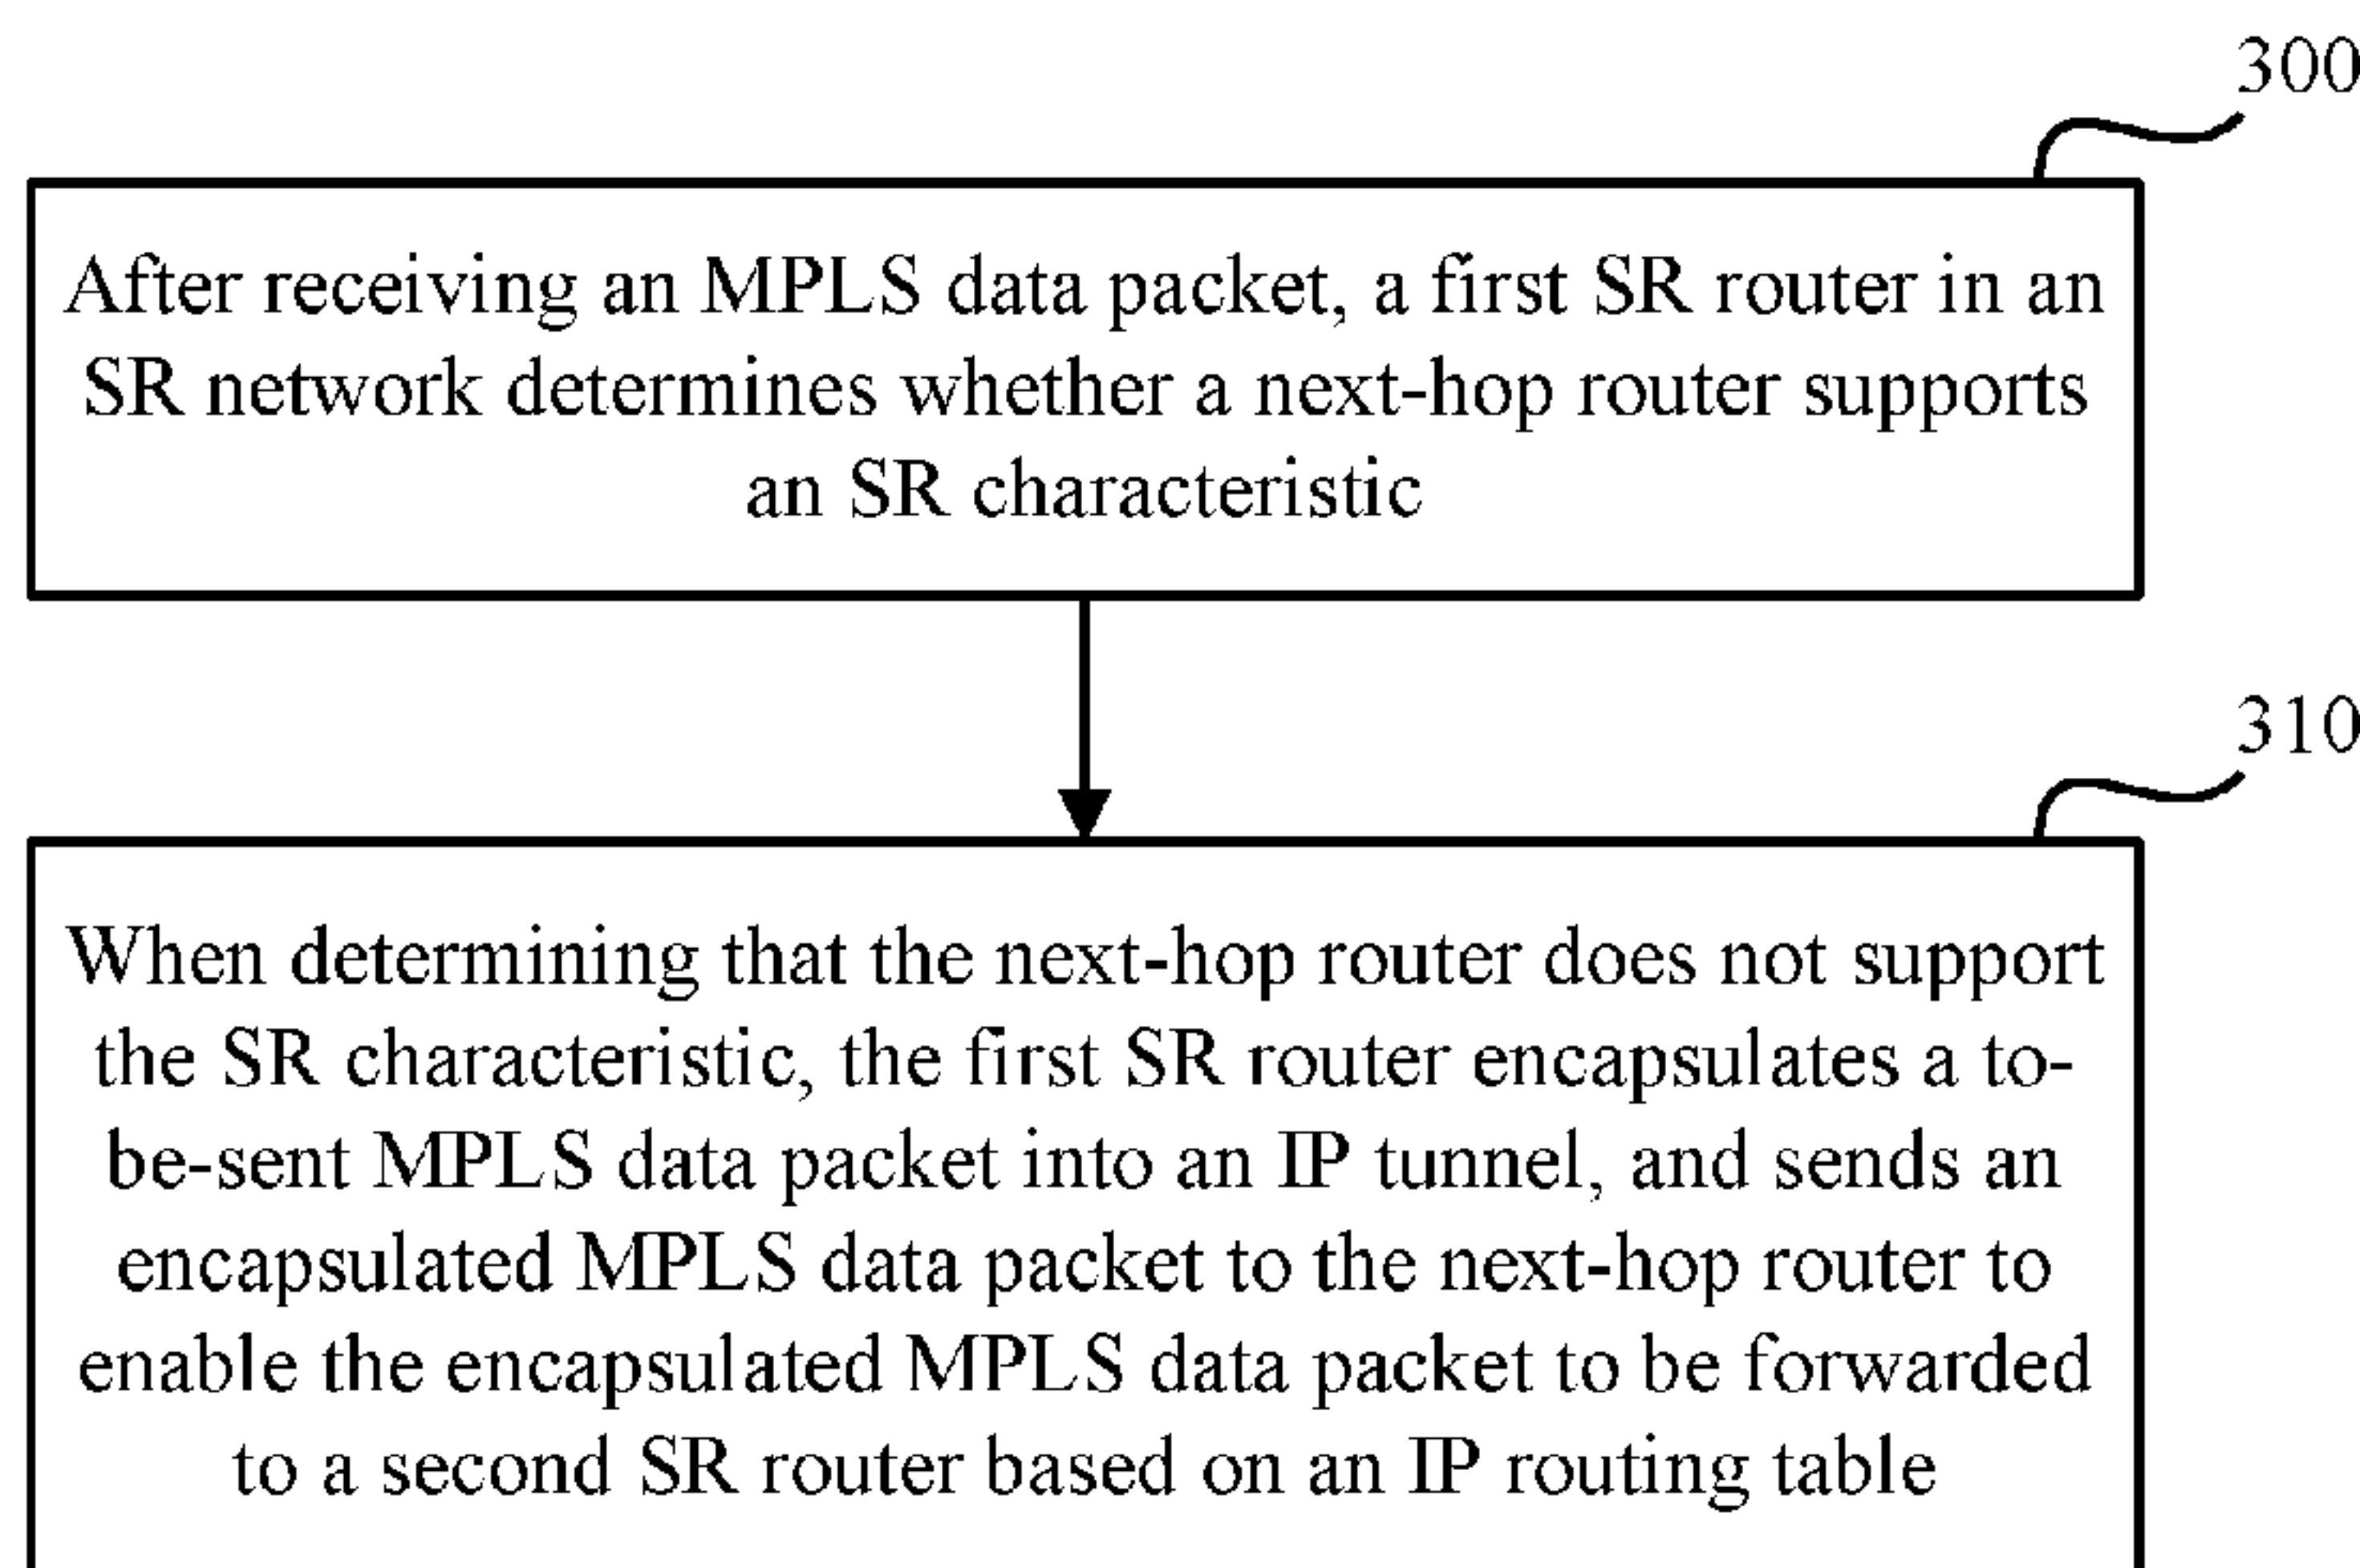 300
After receiving an MPLS data packet, a first SR router in an
SR network determines whether a next-hop router supports
an SR characteristic
310
When determining that the next-hop router does not support
the SR characteristic, the first SR router encapsulates a to-
be-sent MPLS data packet into an IP tunnel, and sends an
encapsulated MPLS data packet to the next-hop router to
enable the encapsulated MPLS data packet to be forwarded
to a second SR router based on an IP routing table